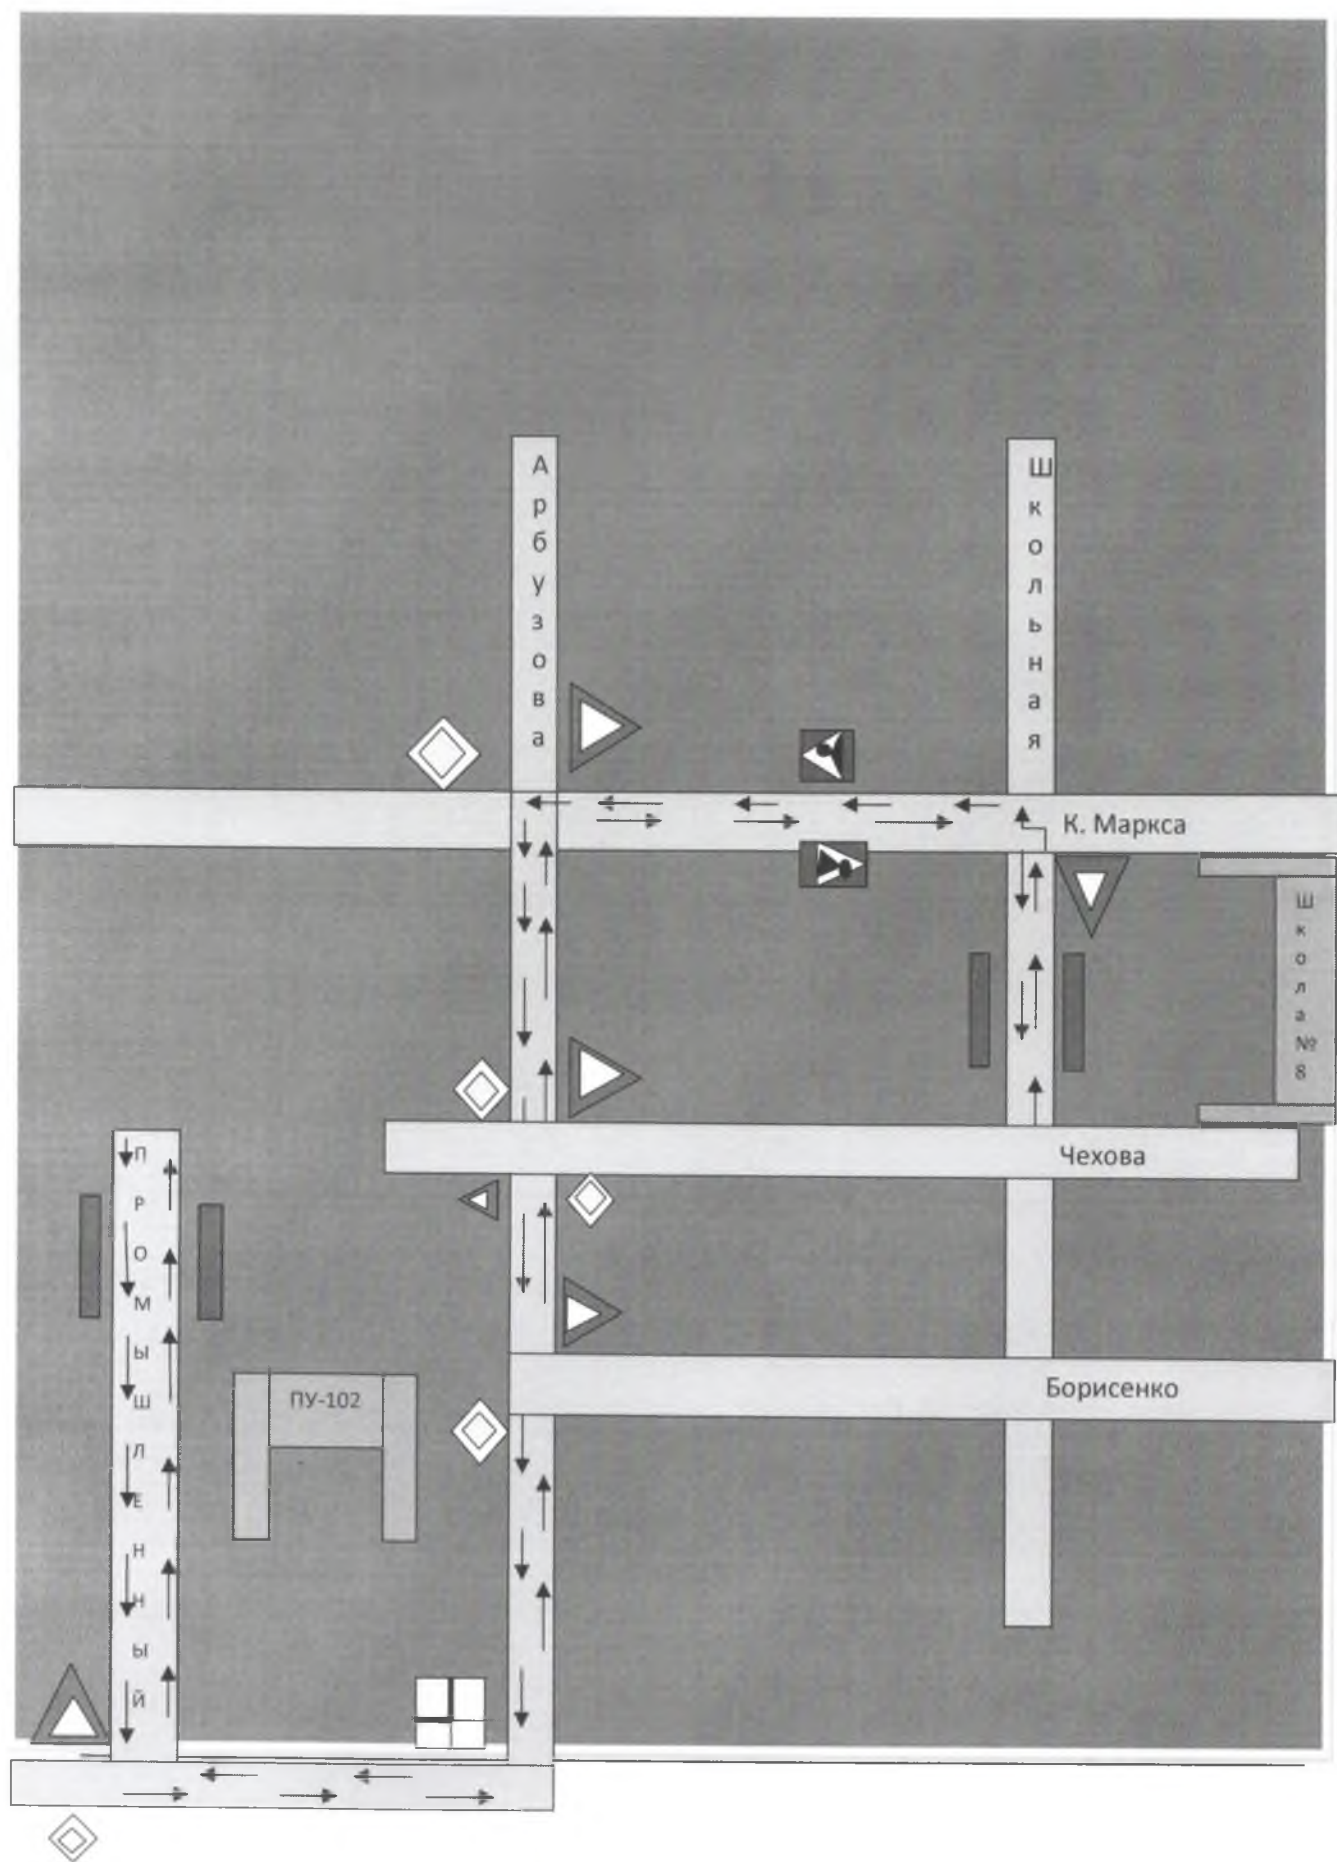 Арбузова
Школьная
К. Маркса
Школа №8
Чехова
ПРОМЫШЛЕННЫЙ
ПУ-102
Борисенко